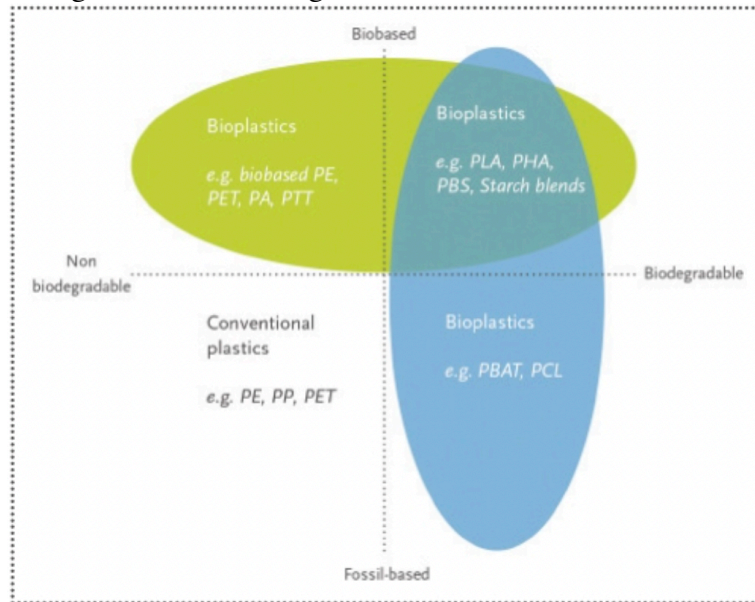 Biobased
Bioplastics
e.g. biobased PE,
PET, PA, PTT
Bioplastics
e.g. PLA, PHA,
PBS, Starch blends
Non
biodegradable
Biodegradable
Conventional
plastics
e.g. PE, PP, PET
Bioplastics
e.g. PBAT, PCL
Fossil-based